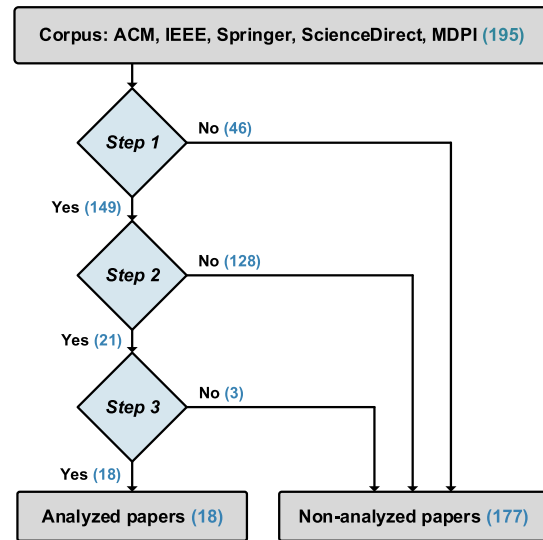 Corpus: ACM, IEEE, Springer, ScienceDirect, MDPI (195)
Step 1
No (46)
Yes (149)
Step 2
No (128)
Yes (21)
Step 3
No (3)
Yes (18)
Analyzed papers (18)
Non-analyzed papers (177)